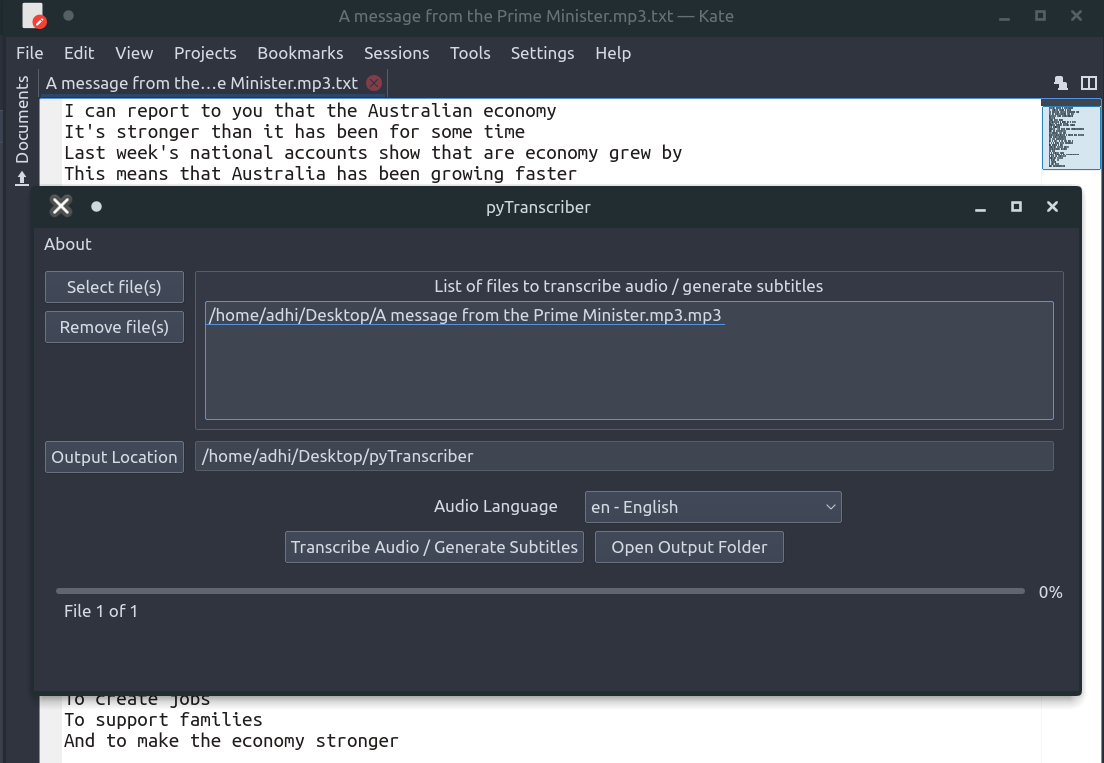 A message from the Prime Minister.mp3.txt — Kate
File Edit View Projects Bookmarks Sessions Tools Settings Help
Documents
A message from the...e Minister.mp3.txt
I can report to you that the Australian economy
It's stronger than it has been for some time
Last week's national accounts show that are economy grew by
This means that Australia has been growing faster
pyTranscriber
About
Select file(s)
Remove file(s)
List of files to transcribe audio / generate subtitles
/home/adhi/Desktop/A message from the Prime Minister.mp3.mp3
Output Location
/home/adhi/Desktop/pyTranscriber
Audio Language
en - English
Transcribe Audio / Generate Subtitles
Open Output Folder
0%
File 1 of 1
To create jobs
To support families
And to make the economy stronger